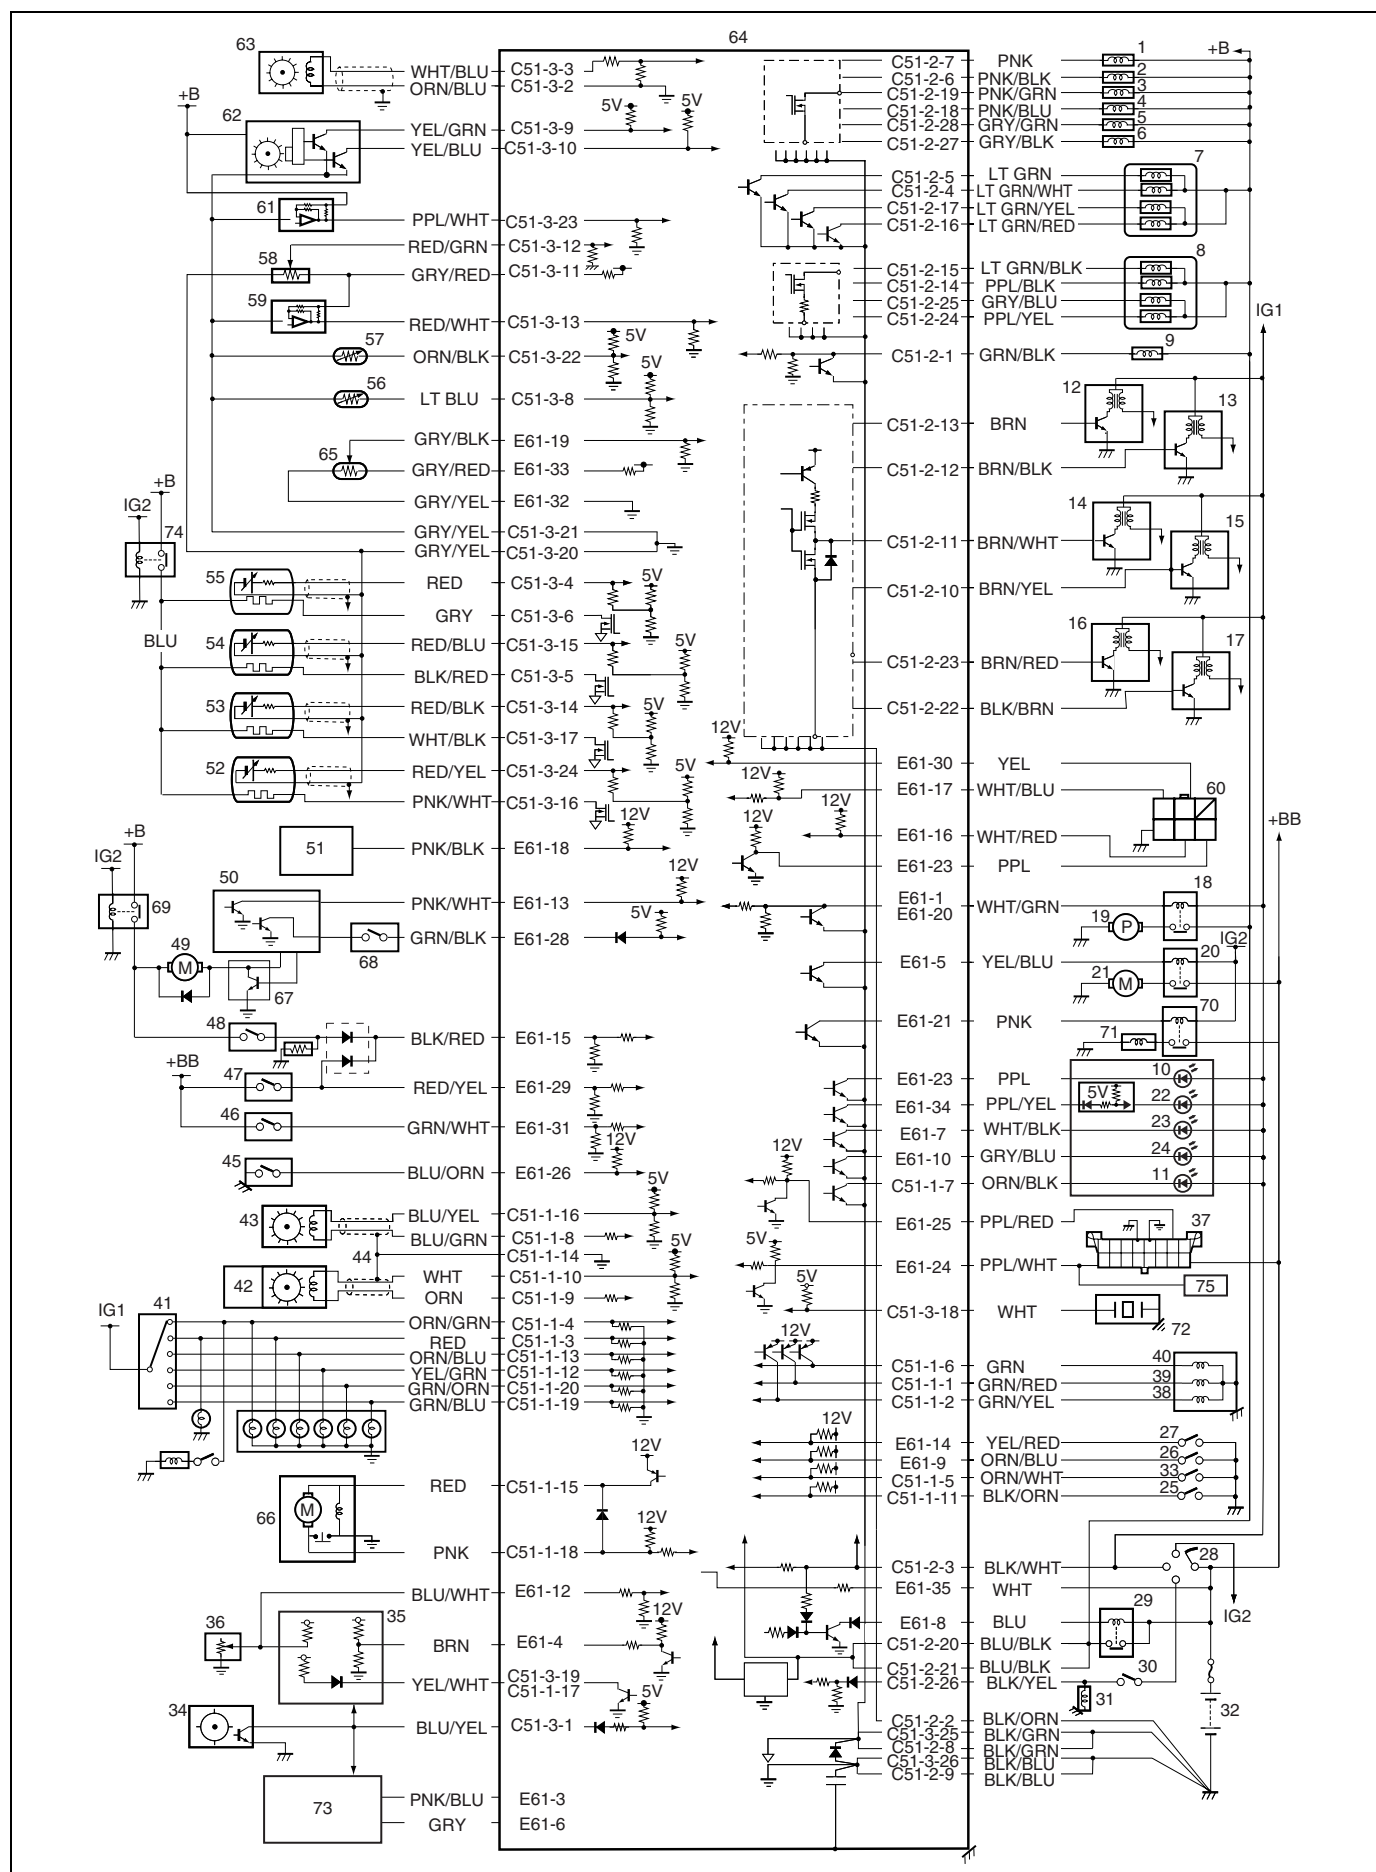 64
63
WHT/BLU C51-3-3
ORN/BLU C51-3-2
+B
62
5V 5V
YEL/GRN C51-3-9
YEL/BLU C51-3-10
61
PPL/WHT C51-3-23
RED/GRN C51-3-12
58
GRY/RED C51-3-11
59
RED/WHT C51-3-13
57
5V
ORN/BLK C51-3-22
56
5V
LT BLU C51-3-8
GRY/BLK E61-19
65
GRY/RED E61-33
GRY/YEL E61-32
+B
IG2
74
GRY/YEL C51-3-21
GRY/YEL C51-3-20
55
RED C51-3-4
5V
GRY C51-3-6
BLU
54
RED/BLU C51-3-15
5V
BLK/RED C51-3-5
53
RED/BLK C51-3-14
5V
WHT/BLK C51-3-17
52
RED/YEL C51-3-24
5V
PNK/WHT C51-3-16
12V
51
PNK/BLK E61-18
+B
IG2
69
50
12V
PNK/WHT E61-13
5V
GRN/BLK E61-28
68
49
M
67
48
BLK/RED E61-15
+BB
47
RED/YEL E61-29
46
GRN/WHT E61-31
12V
45
BLU/ORN E61-26
5V
43
BLU/YEL C51-1-16
BLU/GRN C51-1-8
5V
44
C51-1-14
42
WHT C51-1-10
ORN C51-1-9
IG1
41
ORN/GRN C51-1-4
RED C51-1-3
ORN/BLU C51-1-13
YEL/GRN C51-1-12
GRN/ORN C51-1-20
GRN/BLU C51-1-19
12V
66
M
RED C51-1-15
12V
PNK C51-1-18
BLU/WHT E61-12
12V
36
35
BRN E61-4
YEL/WHT C51-3-19
C51-1-17
5V
34
BLU/YEL C51-3-1
73
PNK/BLU E61-3
GRY E61-6
C51-2-7 PNK 1
+B
C51-2-6 PNK/BLK 2
C51-2-19 PNK/GRN 3
C51-2-18 PNK/BLU 4
C51-2-28 GRY/GRN 5
C51-2-27 GRY/BLK 6
7
C51-2-5 LT GRN
C51-2-4 LT GRN/WHT
C51-2-17 LT GRN/YEL
C51-2-16 LT GRN/RED
8
C51-2-15 LT GRN/BLK
C51-2-14 PPL/BLK
C51-2-25 GRY/BLU
C51-2-24 PPL/YEL
IG1
C51-2-1 GRN/BLK 9
12
13
C51-2-13 BRN
C51-2-12 BRN/BLK
14
15
C51-2-11 BRN/WHT
C51-2-10 BRN/YEL
16
17
C51-2-23 BRN/RED
C51-2-22 BLK/BRN
12V
E61-30 YEL
12V
E61-17 WHT/BLU
60
12V
12V
+BB
E61-16 WHT/RED
E61-23 PPL
18
E61-1
E61-20 WHT/GRN
19
P
IG2
20
E61-5 YEL/BLU
21
M
70
E61-21 PNK
71
E61-23 PPL 10
E61-34 PPL/YEL 5V 22
E61-7 WHT/BLK 23
E61-10 GRY/BLU 24
12V
C51-1-7 ORN/BLK 11
E61-25 PPL/RED
37
5V
E61-24 PPL/WHT
75
5V
C51-3-18 WHT
72
12V
C51-1-6 GRN 40
C51-1-1 GRN/RED 39
C51-1-2 GRN/YEL 38
12V
E61-14 YEL/RED 27
E61-9 ORN/BLU 26
C51-1-5 ORN/WHT 33
C51-1-11 BLK/ORN 25
C51-2-3 BLK/WHT
28
E61-35 WHT
IG2
29
E61-8 BLU
C51-2-20 BLU/BLK
C51-2-21 BLU/BLK
30
C51-2-26 BLK/YEL
31
32
C51-2-2 BLK/ORN
C51-3-25 BLK/GRN
C51-2-8 BLK/GRN
C51-3-26 BLK/BLU
C51-2-9 BLK/BLU